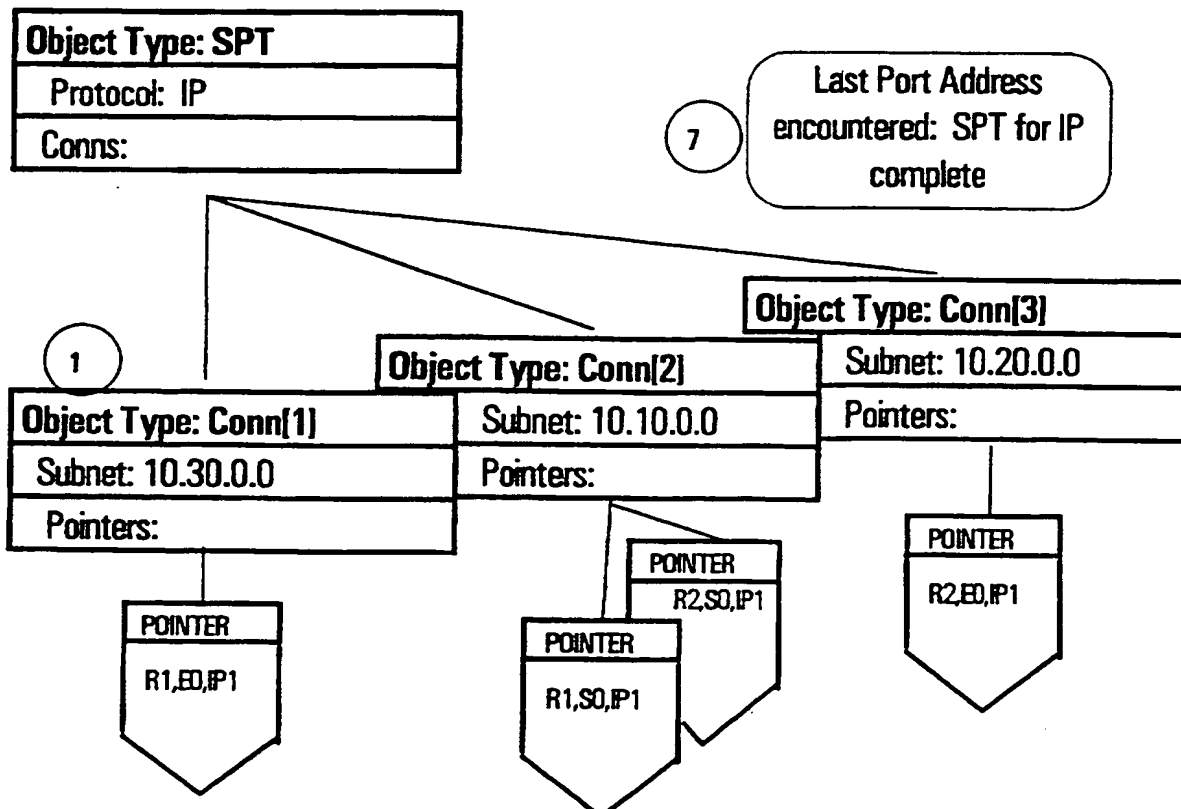 Object Type: SPT
Protocol: IP
Conns:
7
Last Port Address
encountered: SPT for IP
complete
1
Object Type: Conn[1]
Subnet: 10.30.0.0
Pointers:
Object Type: Conn[2]
Subnet: 10.10.0.0
Pointers:
Object Type: Conn[3]
Subnet: 10.20.0.0
Pointers:
POINTER
R1,E0,IP1
POINTER
R1,S0,IP1
POINTER
R2,S0,IP1
POINTER
R2,E0,IP1